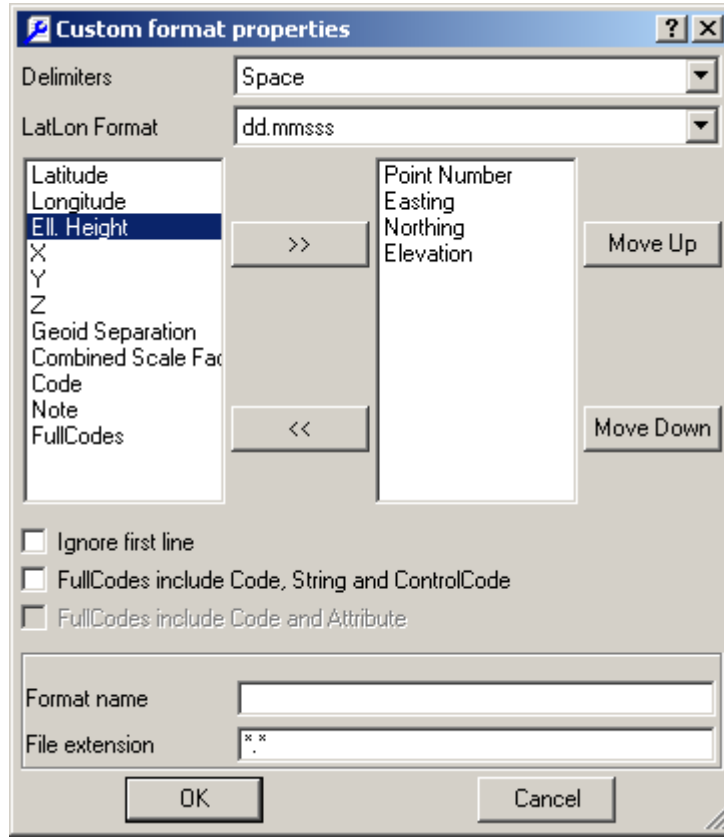 Custom format properties
Delimiters Space
LatLon Format dd.mmsss
Latitude
Longitude
Ell. Height
X
Y
Z
Geoid Separation
Combined Scale Fac
Code
Note
FullCodes
>>
<<
Point Number
Easting
Northing
Elevation
Move Up
Move Down
Ignore first line
FullCodes include Code, String and ControlCode
FullCodes include Code and Attribute
Format name
File extension *.*
OK Cancel